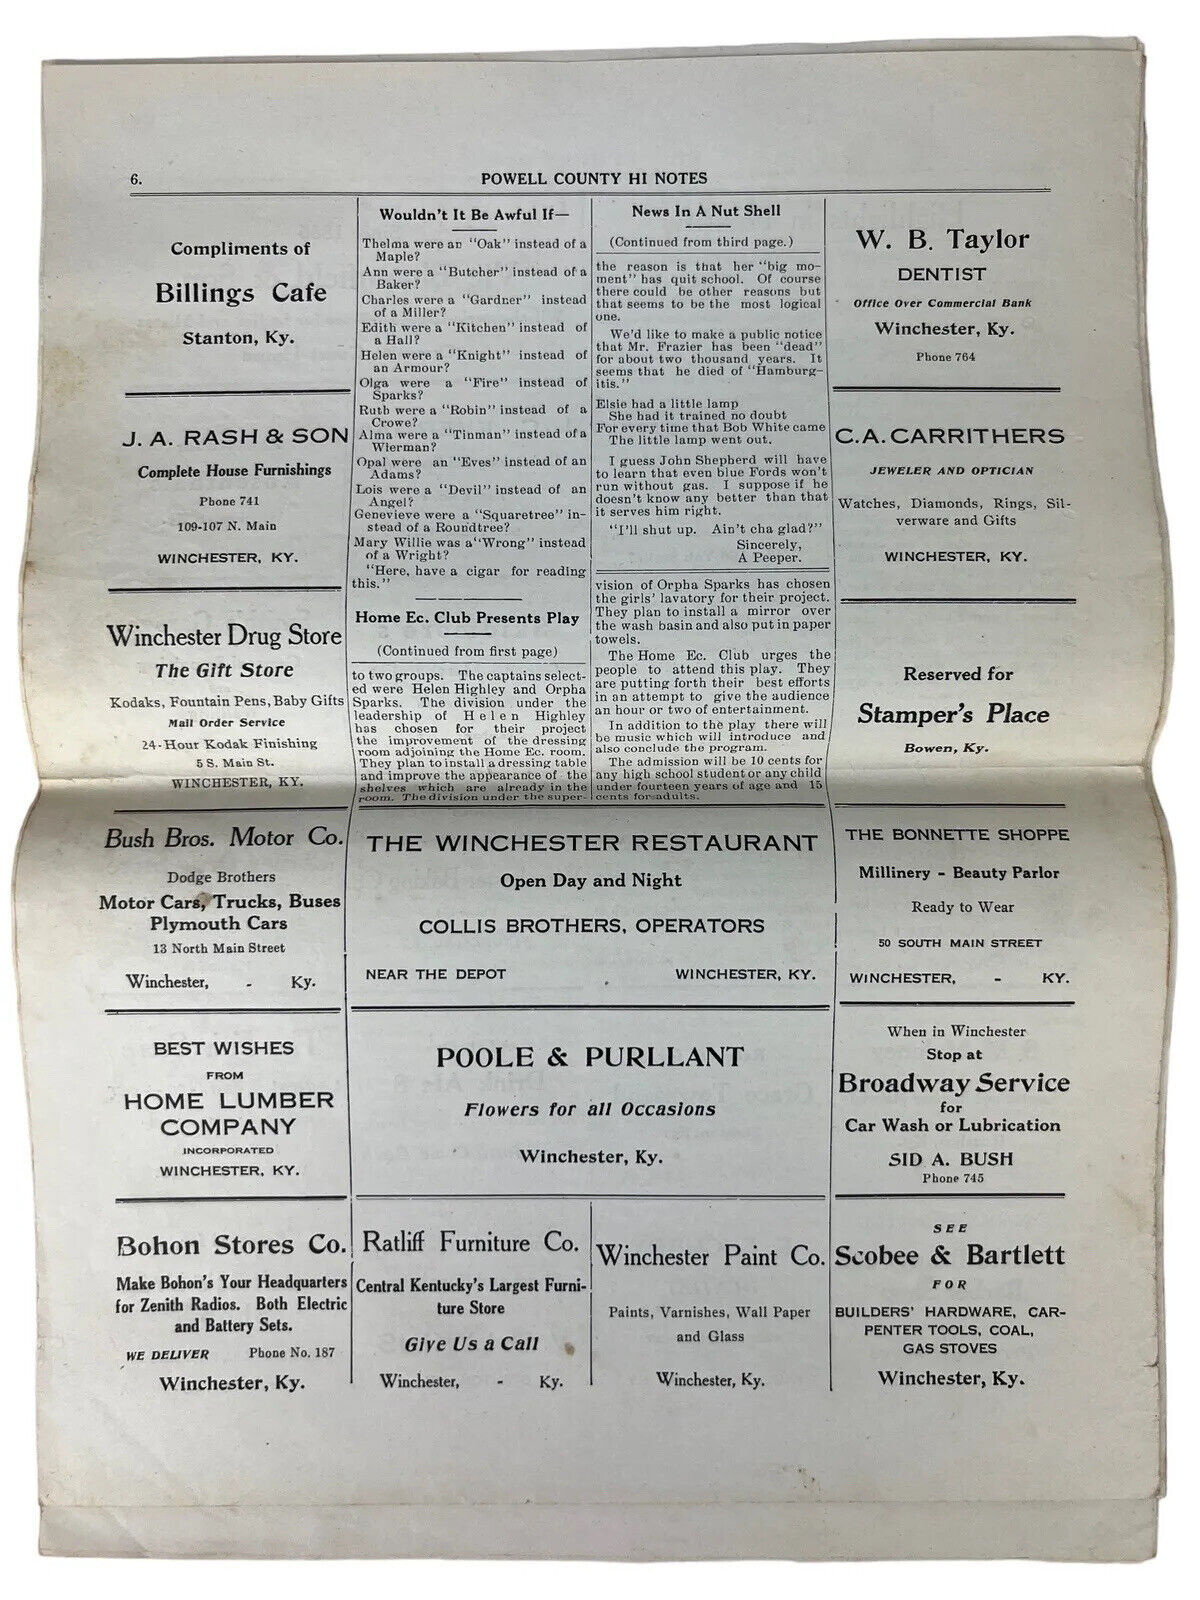 6.
POWELL COUNTY HI NOTES
Compliments of
Billings Cafe
Stanton, Ky.
J. A. RASH & SON
Complete House Furnishings
Phone 741
109-107 N. Main
WINCHESTER, KY.
Winchester Drug Store
The Gift Store
Kodaks, Fountain Pens, Baby Gifts
Mail Order Service
24-Hour Kodak Finishing
5 S. Main St.
WINCHESTER, KY.
Wouldn't It Be Awful If—
Thelma were an "Oak" instead of a
Maple?
Ann were a "Butcher" instead of a
Baker?
Charles were a "Gardner" instead
of a Miller?
Edith were a "Kitchen" instead of
a Hall?
Helen were a "Knight" instead of
an Armour?
Olga were a "Fire" instead of
Sparks?
Ruth were a "Robin" instead of a
Crowe?
Alma were a "Tinman" instead of a
Wierman?
Opal were an "Eves" instead of an
Adams?
Lois were a "Devil" instead of an
Angel?
Genevieve were a "Squaretree" in-
stead of a Roundtree?
Mary Willie was a "Wrong" instead
of a Wright?
"Here, have a cigar for reading
this."
Home Ec. Club Presents Play
(Continued from first page)
to two groups. The captains select-
ed were Helen Highley and Orpha
Sparks. The division under the
leadership of Helen Highley
has chosen for their project
the improvement of the dressing
room adjoining the Home Ec. room.
They plan to install a dressing table
and improve the appearance of the
shelves which are already in the
room. The division under the super-
News In A Nut Shell
(Continued from third page.)
the reason is that her "big mo-
ment" has quit school. Of course
there could be other reasons but
that seems to be the most logical
one.
We'd like to make a public notice
that Mr. Frazier has been "dead"
for about two thousand years. It
seems that he died of "Hamburg-
itis."
Elsie had a little lamp
She had it trained no doubt
For every time that Bob White came
The little lamp went out.
I guess John Shepherd will have
to learn that even blue Fords won't
run without gas. I suppose if he
doesn't know any better than that
it serves him right.
"I'll shut up. Ain't cha glad?"
Sincerely,
A Peeper.
vision of Orpha Sparks has chosen
the girls' lavatory for their project.
They plan to install a mirror over
the wash basin and also put in paper
towels.
The Home Ec. Club urges the
people to attend this play. They
are putting forth their best efforts
in an attempt to give the audience
an hour or two of entertainment.
In addition to the play there will
be music which will introduce and
also conclude the program.
The admission will be 10 cents for
any high school student or any child
under fourteen years of age and 15
cents for adults.
W. B. Taylor
DENTIST
Office Over Commercial Bank
Winchester, Ky.
Phone 764
C. A. CARRITHERS
JEWELER AND OPTICIAN
Watches, Diamonds, Rings, Sil-
verware and Gifts
WINCHESTER, KY.
Reserved for
Stamper's Place
Bowen, Ky.
Bush Bros. Motor Co.
Dodge Brothers
Motor Cars, Trucks, Buses
Plymouth Cars
13 North Main Street
Winchester, - Ky.
THE WINCHESTER RESTAURANT
Open Day and Night
COLLIS BROTHERS, OPERATORS
NEAR THE DEPOT WINCHESTER, KY.
THE BONNETTE SHOPPE
Millinery - Beauty Parlor
Ready to Wear
50 SOUTH MAIN STREET
WINCHESTER, - KY.
BEST WISHES
FROM
HOME LUMBER
COMPANY
INCORPORATED
WINCHESTER, KY.
POOLE & PURLLANT
Flowers for all Occasions
Winchester, Ky.
When in Winchester
Stop at
Broadway Service
for
Car Wash or Lubrication
SID A. BUSH
Phone 745
Bohon Stores Co.
Make Bohon's Your Headquarters
for Zenith Radios. Both Electric
and Battery Sets.
WE DELIVER Phone No. 187
Winchester, Ky.
Ratliff Furniture Co.
Central Kentucky's Largest Furni-
ture Store
Give Us a Call
Winchester, - Ky.
Winchester Paint Co.
Paints, Varnishes, Wall Paper
and Glass
Winchester, Ky.
SEE
Scobee & Bartlett
FOR
BUILDERS' HARDWARE, CAR-
PENTER TOOLS, COAL,
GAS STOVES
Winchester, Ky.